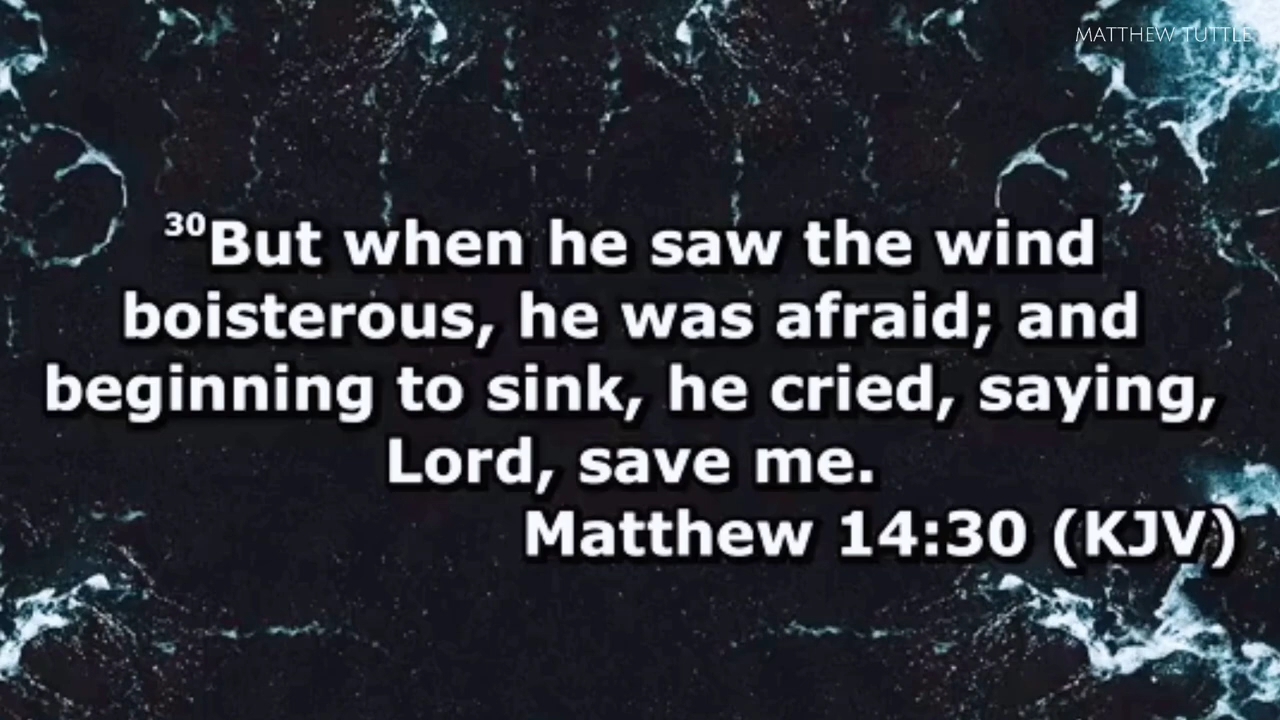 MATTHEW TUTTLE
30But when he saw the wind
boisterous, he was afraid; and
beginning to sink, he cried, saying,
Lord, save me.
Matthew 14:30 (KJV)